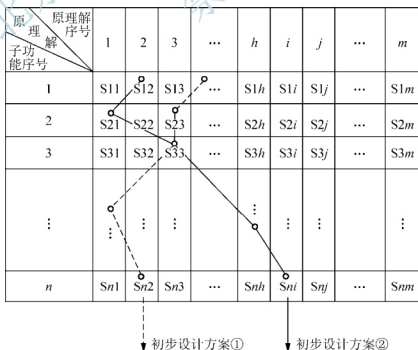 原理解 原理解序号
子功能序号
1 2 3 … h i j … m
1 S11 S12 S13 … S1h S1i S1j … S1m
2 S21 S22 S23 … S2h S2i S2j … S2m
3 S31 S32 S33 … S3h S3i S3j … S3m
⋮ ⋮ ⋮ ⋮ ⋮ ⋮ ⋮ ⋮
n Sn1 Sn2 Sn3 … Snh Sni Snj … Snm
初步设计方案① 初步设计方案②